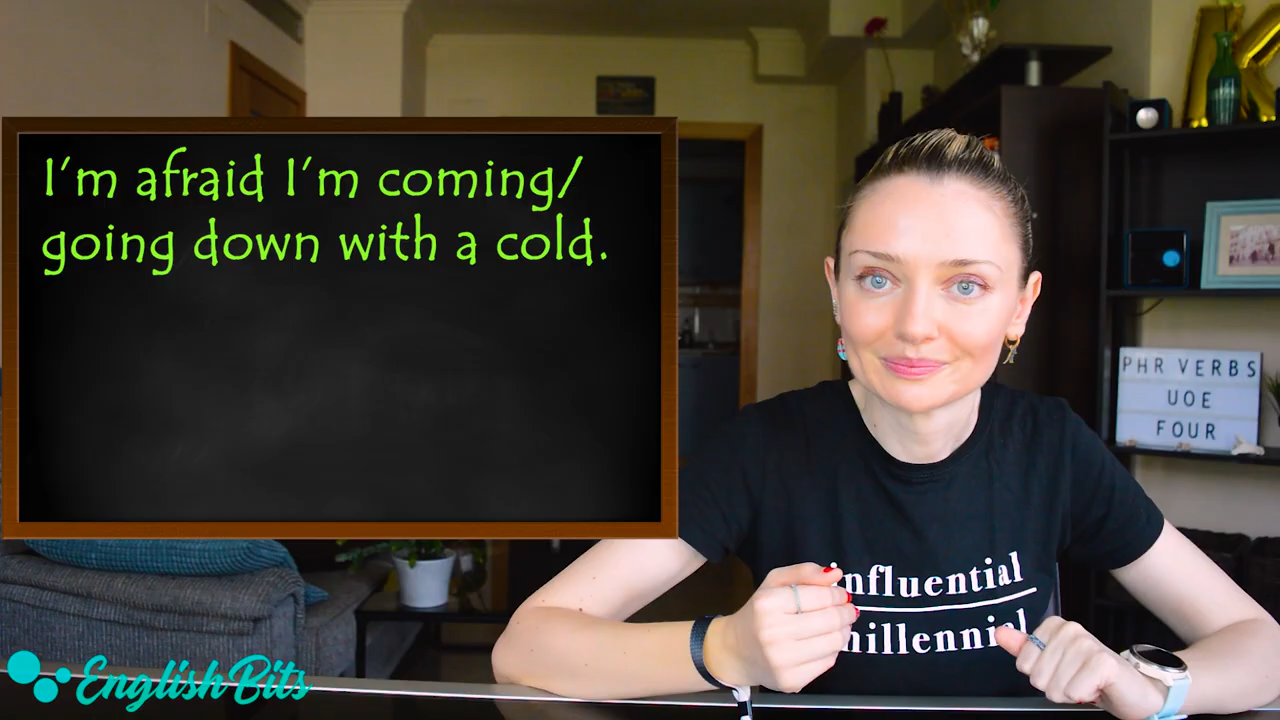 I'm afraid I'm coming/
going down with a cold.
PHR VERBS
UOE
FOUR
influential
millennial
EnglishBits